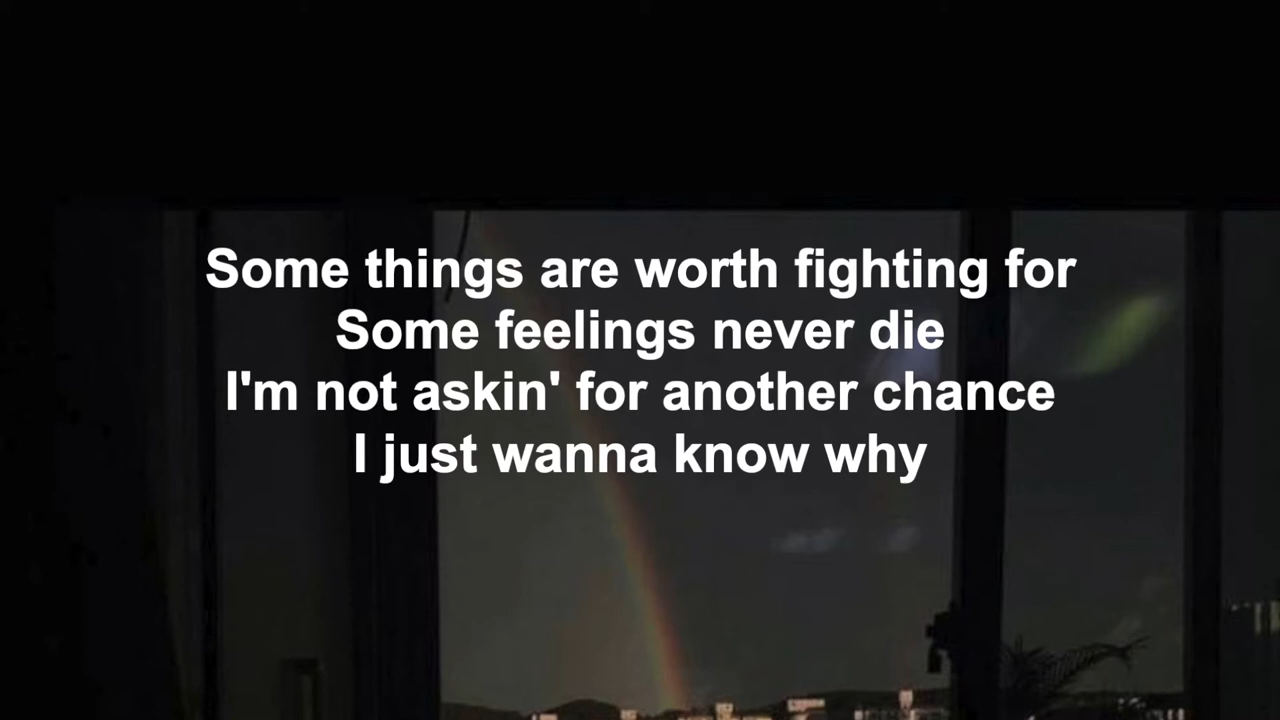 Some things are worth fighting for
Some feelings never die
I'm not askin' for another chance
I just wanna know why